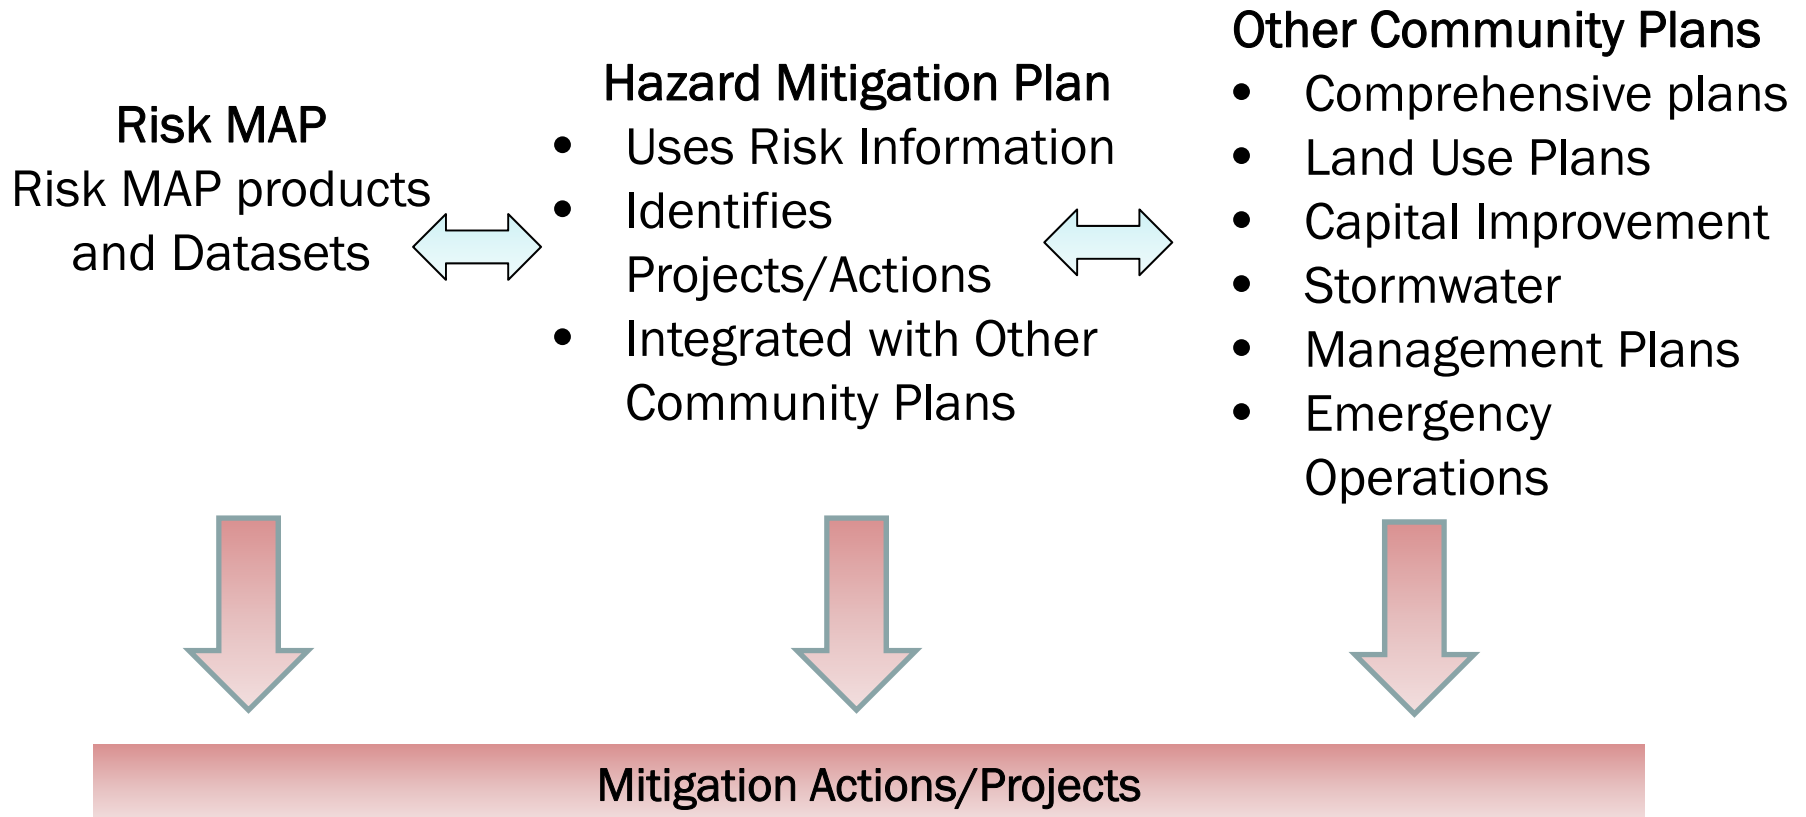 Risk MAP
Risk MAP products
and Datasets
Hazard Mitigation Plan
• Uses Risk Information
• Identifies
Projects/Actions
• Integrated with Other
Community Plans
Other Community Plans
• Comprehensive plans
• Land Use Plans
• Capital Improvement
• Stormwater
• Management Plans
• Emergency
Operations
Mitigation Actions/Projects